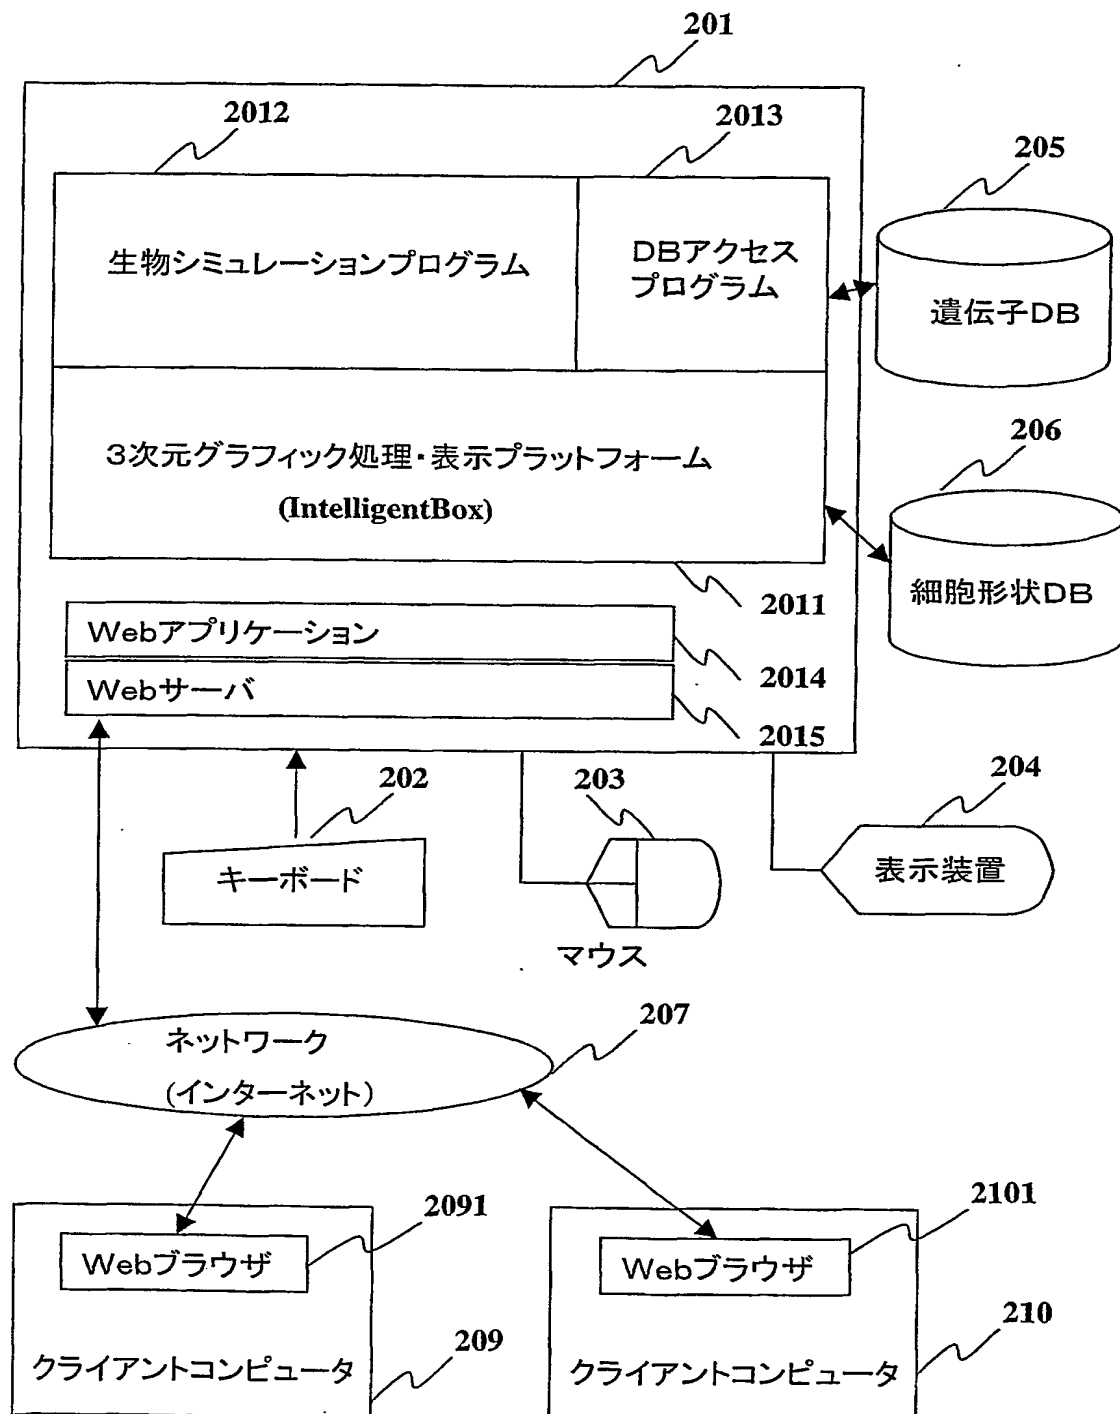 201
2012
2013
205
生物シミュレーションプログラム
DBアクセス
プログラム
遺伝子DB
206
3次元グラフィック処理・表示プラットフォーム
(IntelligentBox)
細胞形状DB
2011
Webアプリケーション
2014
Webサーバ
2015
202
203
204
キーボード
表示装置
マウス
207
ネットワーク
(インターネット)
2091
2101
Webブラウザ
Webブラウザ
209
210
クライアントコンピュータ
クライアントコンピュータ